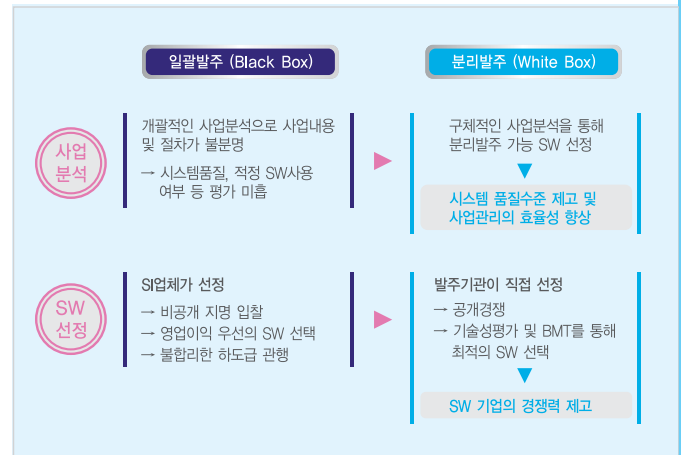 일괄발주 (Black Box)
분리발주 (White Box)
사업
분석
개괄적인 사업분석으로 사업내용
및 절차가 불분명
→ 시스템품질, 적정 SW사용
여부 등 평가 미흡
구체적인 사업분석을 통해
분리발주 가능 SW 선정
시스템 품질수준 제고 및
사업관리의 효율성 향상
SW
선정
SI업체가 선정
→ 비공개 지명 입찰
→ 영업이익 우선의 SW 선택
→ 불합리한 하도급 관행
발주기관이 직접 선정
→ 공개경쟁
→ 기술성평가 및 BMT를 통해
최적의 SW 선택
SW 기업의 경쟁력 제고